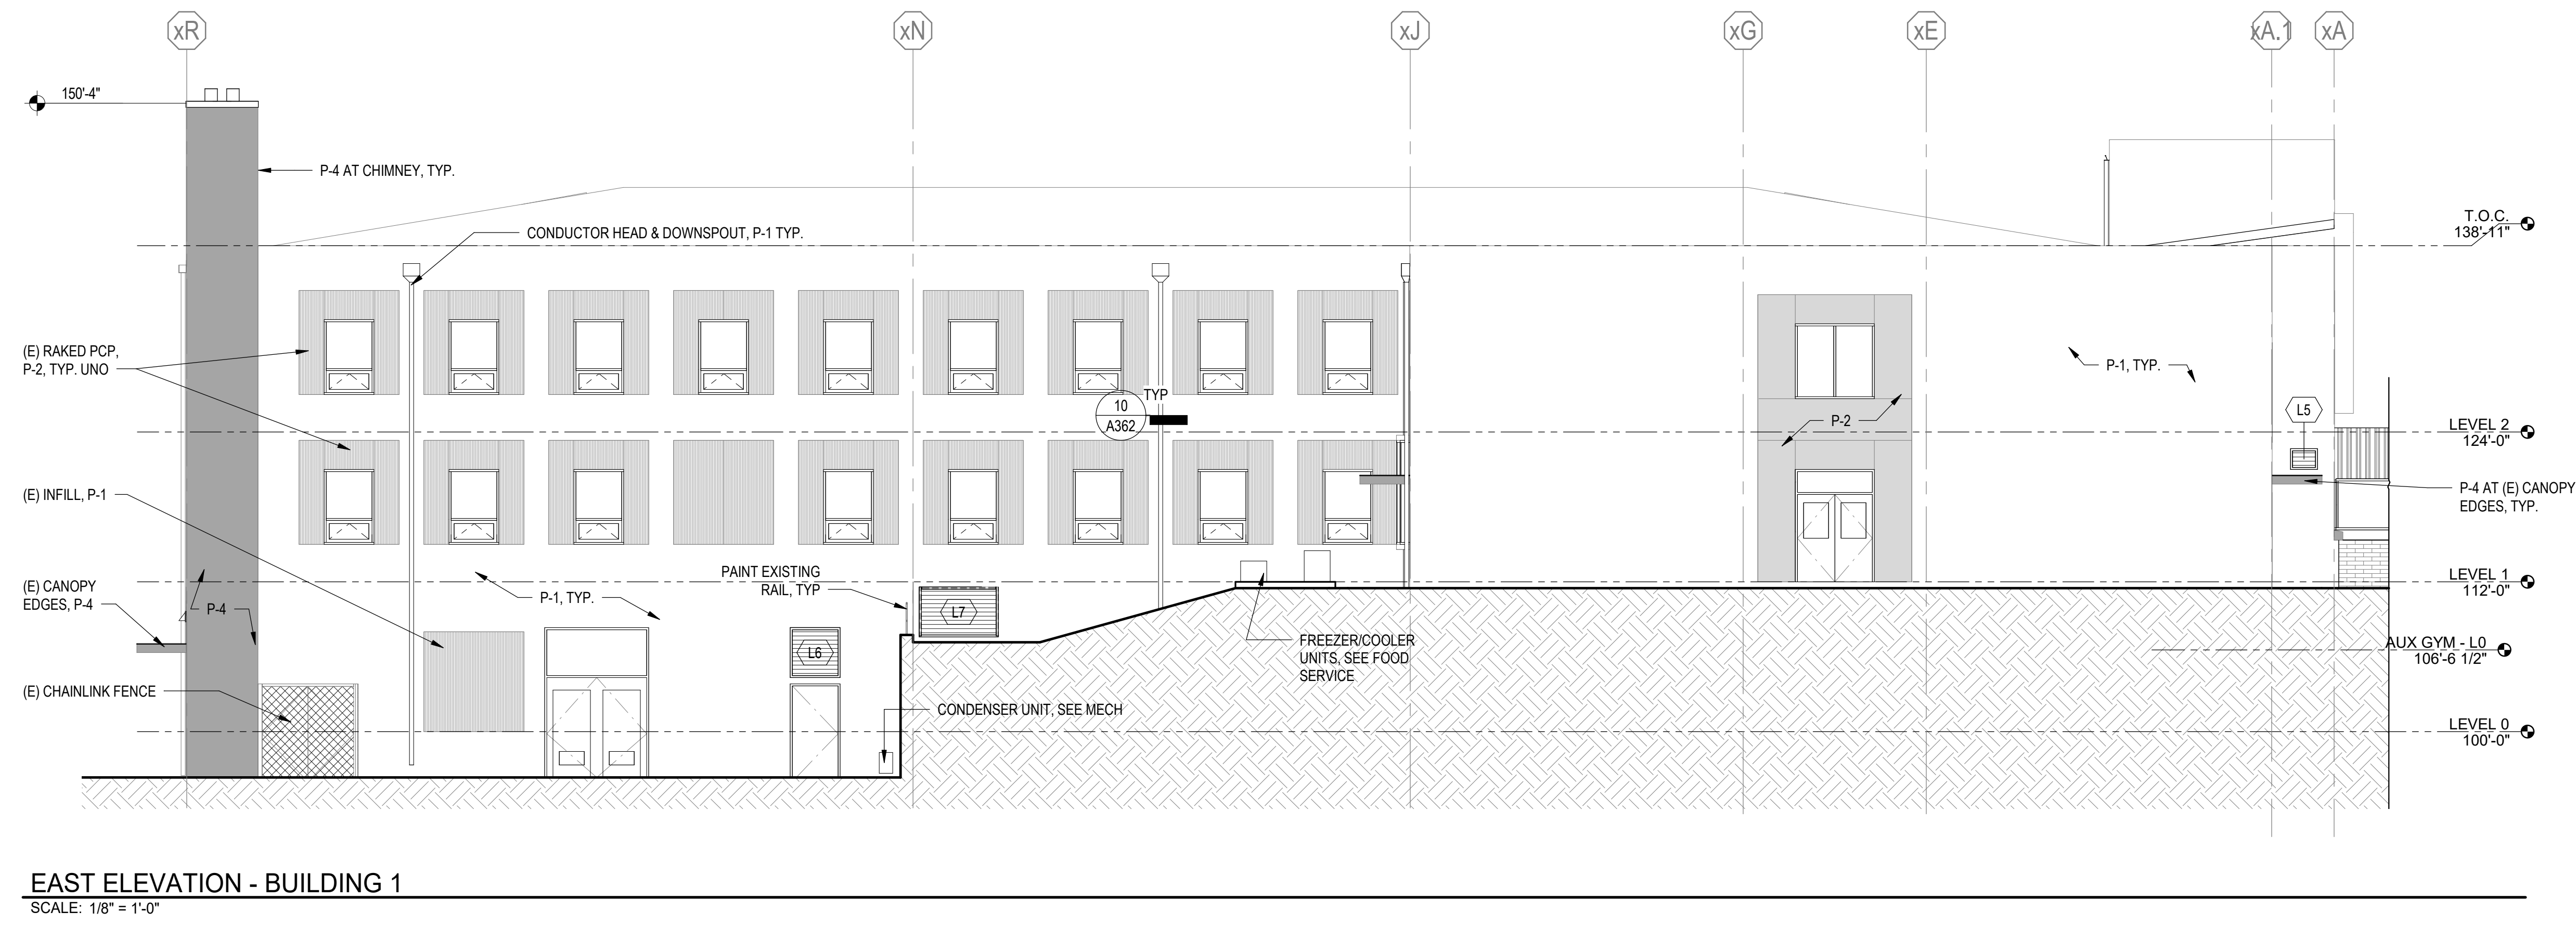 xR
xN
xJ
xG
xE
xA.1
xA
150'-4"
P-4 AT CHIMNEY, TYP.
CONDUCTOR HEAD & DOWNSPOUT, P-1 TYP.
T.O.C.
138'-11"
(E) RAKED PCP,
P-2, TYP. UNO
P-1, TYP.
TYP
10
A362
L5
P-2
LEVEL 2
124'-0"
(E) INFILL, P-1
P-4 AT (E) CANOPY
EDGES, TYP.
PAINT EXISTING
RAIL, TYP
LEVEL 1
112'-0"
(E) CANOPY
EDGES, P-4
P-4
P-1, TYP.
L7
L6
FREEZER/COOLER
UNITS, SEE FOOD
SERVICE
AUX GYM - L0
106'-6 1/2"
(E) CHAINLINK FENCE
CONDENSER UNIT, SEE MECH
LEVEL 0
100'-0"
EAST ELEVATION - BUILDING 1
SCALE: 1/8" = 1'-0"